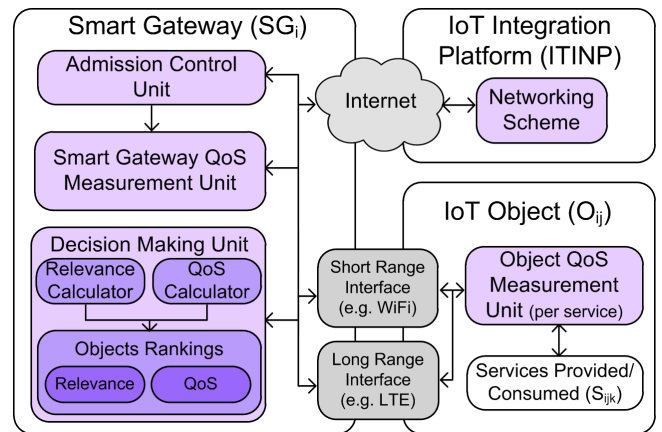 Smart Gateway (SGi)
Admission Control
Unit
Smart Gateway QoS
Measurement Unit
Decision Making Unit
Relevance
Calculator
QoS
Calculator
Objects Rankings
Relevance
QoS
Internet
IoT Integration
Platform (ITINP)
Networking
Scheme
Short Range
Interface
(e.g. WiFi)
Long Range
Interface
(e.g. LTE)
IoT Object (Oij)
Object QoS
Measurement
Unit (per service)
Services Provided/
Consumed (Sijk)